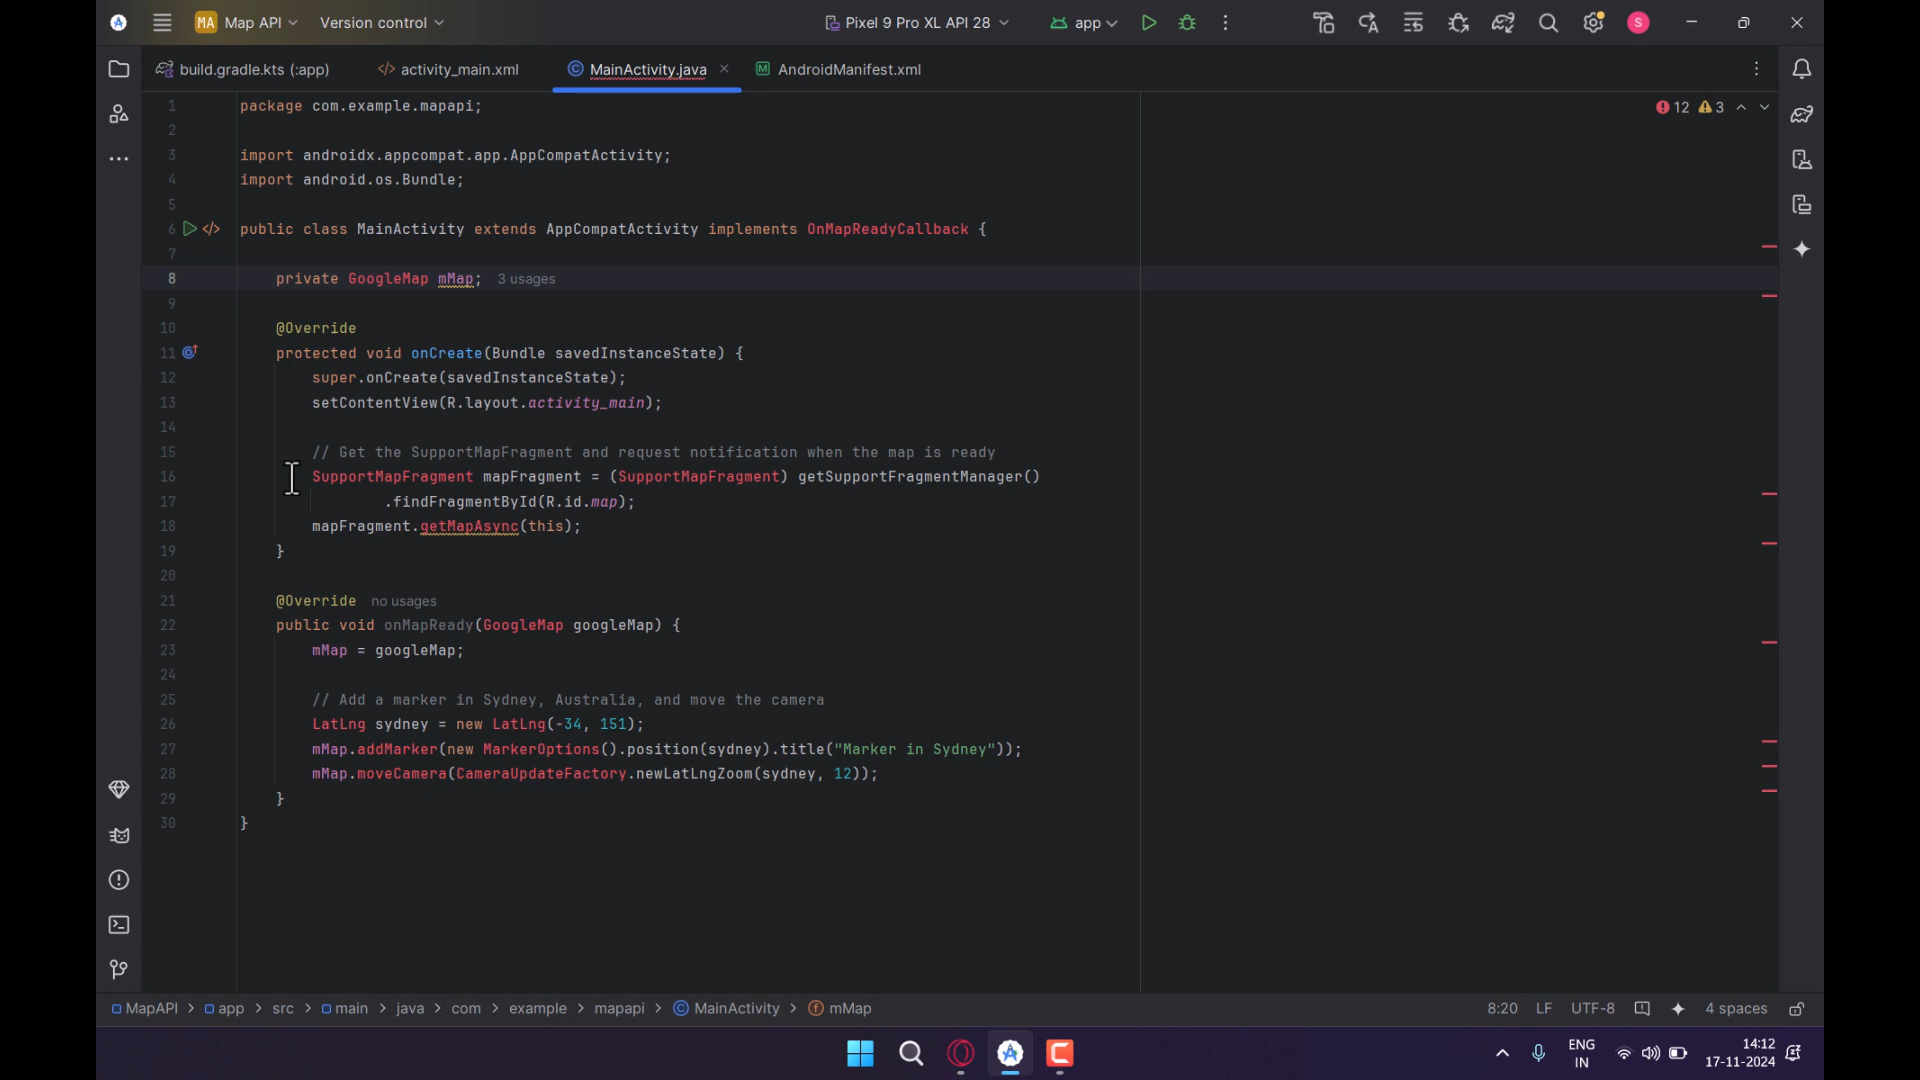 MA Map API Version control Pixel 9 Pro XL API 28 app S
build.gradle.kts (:app) activity_main.xml MainActivity.java AndroidManifest.xml
1 package com.example.mapapi; 12 3
2
3 import androidx.appcompat.app.AppCompatActivity;
4 import android.os.Bundle;
5
6 public class MainActivity extends AppCompatActivity implements OnMapReadyCallback {
7
8 private GoogleMap mMap; 3 usages
9
10 @Override
11 protected void onCreate(Bundle savedInstanceState) {
12 super.onCreate(savedInstanceState);
13 setContentView(R.layout.activity_main);
14
15 // Get the SupportMapFragment and request notification when the map is ready
16 SupportMapFragment mapFragment = (SupportMapFragment) getSupportFragmentManager()
17 .findFragmentById(R.id.map);
18 mapFragment.getMapAsync(this);
19 }
20
21 @Override no usages
22 public void onMapReady(GoogleMap googleMap) {
23 mMap = googleMap;
24
25 // Add a marker in Sydney, Australia, and move the camera
26 LatLng sydney = new LatLng(-34, 151);
27 mMap.addMarker(new MarkerOptions().position(sydney).title("Marker in Sydney"));
28 mMap.moveCamera(CameraUpdateFactory.newLatLngZoom(sydney, 12));
29 }
30 }
MapAPI > app > src > main > java > com > example > mapapi > MainActivity > mMap 8:20 LF UTF-8 4 spaces
ENG 14:12
IN 17-11-2024